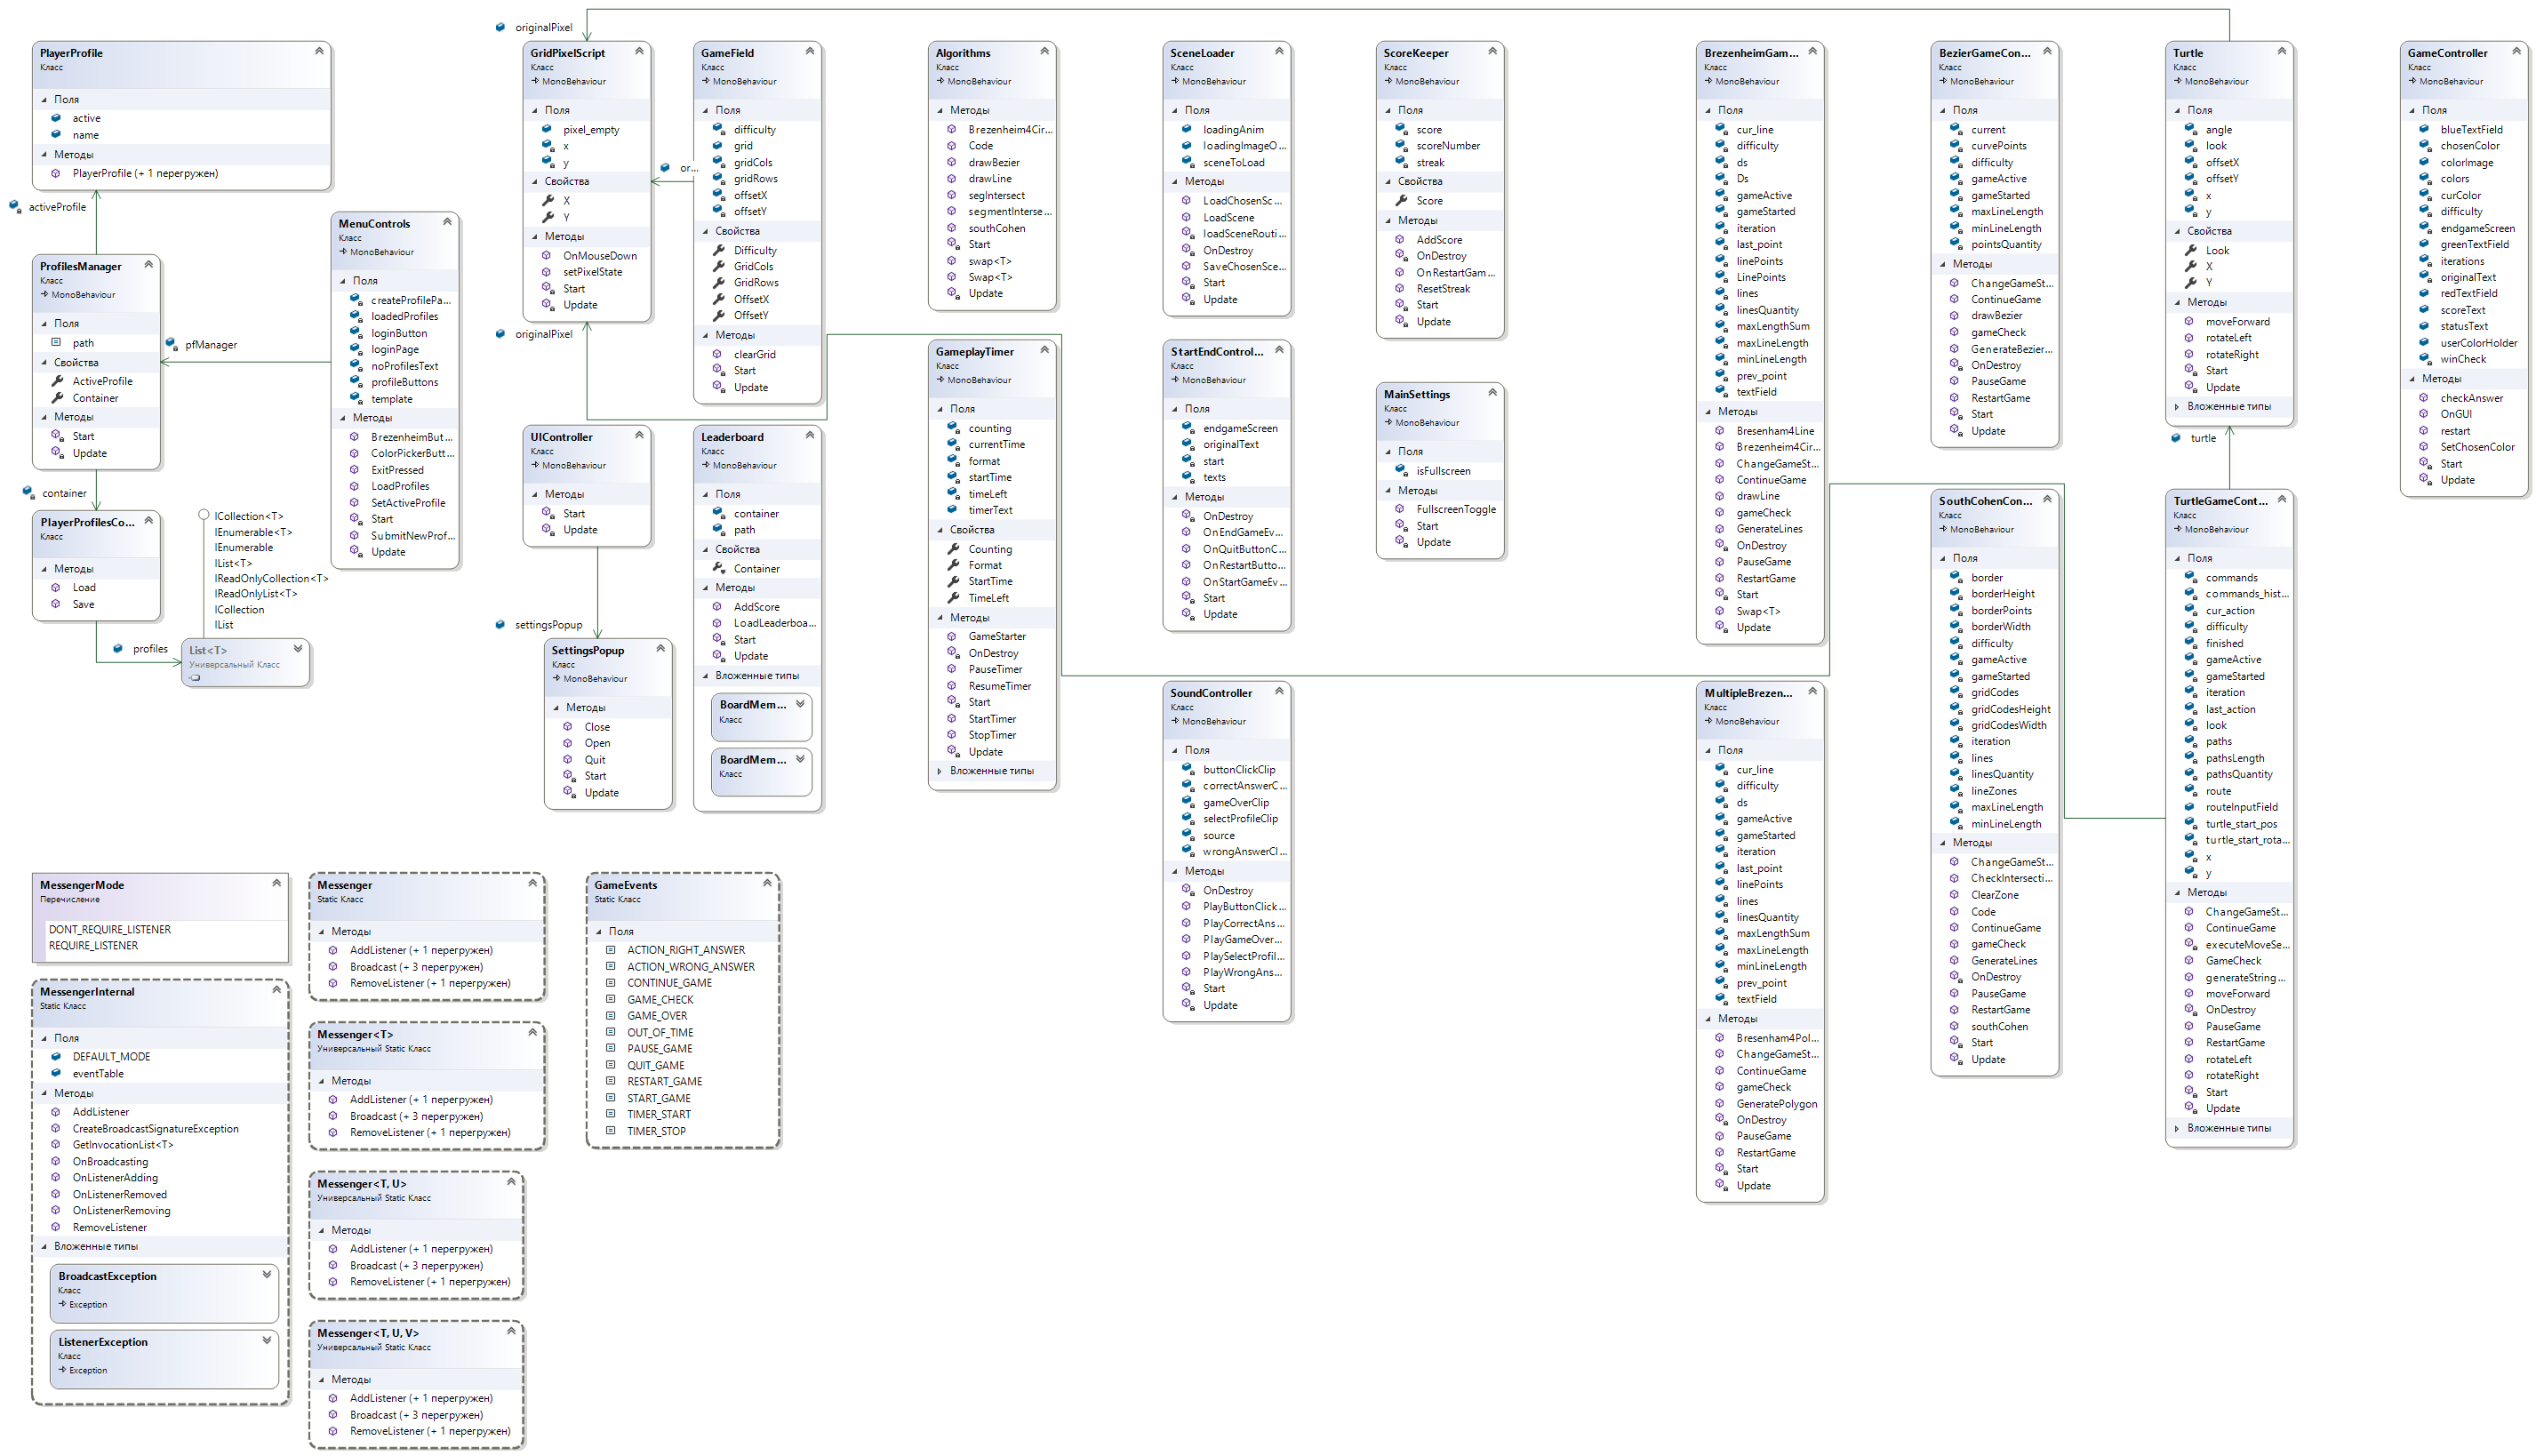 originalPixel
PlayerProfile
Класс
Поля
active
name
Методы
PlayerProfile (+ 1 перегружен)
activeProfile
ProfilesManager
Класс
MonoBehaviour
Поля
path
Свойства
ActiveProfile
Container
Методы
Start
Update
container
PlayerProfilesCo...
Класс
Методы
Load
Save
profiles
ICollection<T>
IEnumerable<T>
IEnumerable
IList<T>
IReadOnlyCollection<T>
IReadOnlyList<T>
ICollection
IList
List<T>
Универсальный Класс
pfManager
MenuControls
Класс
MonoBehaviour
Поля
createProfilePa...
loadedProfiles
loginButton
loginPage
noProfilesText
profileButtons
template
Методы
BrezenheimBut...
ColorPickerButt...
ExitPressed
LoadProfiles
SetActiveProfile
Start
SubmitNewProf...
Update
GridPixelScript
Класс
MonoBehaviour
Поля
pixel_empty
x
y
Свойства
X
Y
Методы
OnMouseDown
setPixelState
Start
Update
originalPixel
or...
GameField
Класс
MonoBehaviour
Поля
difficulty
grid
gridCols
gridRows
offsetX
offsetY
Свойства
Difficulty
GridCols
GridRows
OffsetX
OffsetY
Методы
clearGrid
Start
Update
UIController
Класс
MonoBehaviour
Методы
Start
Update
settingsPopup
SettingsPopup
Класс
MonoBehaviour
Методы
Close
Open
Quit
Start
Update
Leaderboard
Класс
MonoBehaviour
Поля
container
path
Свойства
Container
Методы
AddScore
LoadLeaderboa...
Start
Update
Вложенные типы
BoardMem...
Класс
BoardMem...
Класс
Algorithms
Класс
MonoBehaviour
Методы
Brezenheim4Cir...
Code
drawBezier
drawLine
segIntersect
segmentInterse...
southCohen
Start
swap<T>
Swap<T>
Update
GameplayTimer
Класс
MonoBehaviour
Поля
counting
currentTime
format
startTime
timeLeft
timerText
Свойства
Counting
Format
StartTime
TimeLeft
Методы
GameStarter
OnDestroy
PauseTimer
ResumeTimer
Start
StartTimer
StopTimer
Update
Вложенные типы
SceneLoader
Класс
MonoBehaviour
Поля
loadingAnim
loadingImageO...
sceneToLoad
Методы
LoadChosenSc...
LoadScene
loadSceneRouti...
OnDestroy
SaveChosenSce...
Start
Update
StartEndControl...
Класс
MonoBehaviour
Поля
endgameScreen
originalText
start
texts
Методы
OnDestroy
OnEndGameEv...
OnQuitButtonC...
OnRestartButto...
OnStartGameEv...
Start
Update
SoundController
Класс
MonoBehaviour
Поля
buttonClickClip
correctAnswerC...
gameOverClip
selectProfileClip
source
wrongAnswerCl...
Методы
OnDestroy
PlayButtonClick...
PlayCorrectAns...
PlayGameOver...
PlaySelectProfil...
PlayWrongAns...
Start
Update
ScoreKeeper
Класс
MonoBehaviour
Поля
score
scoreNumber
streak
Свойства
Score
Методы
AddScore
OnDestroy
OnRestartGam...
ResetStreak
Start
Update
MainSettings
Класс
MonoBehaviour
Поля
isFullscreen
Методы
FullscreenToggle
Start
Update
BrezenheimGam...
Класс
MonoBehaviour
Поля
cur_line
difficulty
ds
Ds
gameActive
gameStarted
iteration
last_point
linePoints
LinePoints
lines
linesQuantity
maxLengthSum
maxLineLength
minLineLength
prev_point
textField
Методы
Bresenham4Line
Brezenheim4Cir...
ChangeGameSt...
ContinueGame
drawLine
gameCheck
GenerateLines
OnDestroy
PauseGame
RestartGame
Start
Swap<T>
Update
MultipleBrezen...
Класс
MonoBehaviour
Поля
cur_line
difficulty
ds
gameActive
gameStarted
iteration
last_point
linePoints
lines
linesQuantity
maxLengthSum
maxLineLength
minLineLength
prev_point
textField
Методы
Bresenham4Pol...
ChangeGameSt...
ContinueGame
gameCheck
GeneratePolygon
OnDestroy
PauseGame
RestartGame
Start
Update
BezierGameCon...
Класс
MonoBehaviour
Поля
current
curvePoints
difficulty
gameActive
gameStarted
maxLineLength
minLineLength
pointsQuantity
Методы
ChangeGameSt...
ContinueGame
drawBezier
gameCheck
GenerateBezier...
OnDestroy
PauseGame
RestartGame
Start
Update
SouthCohenCon...
Класс
MonoBehaviour
Поля
border
borderHeight
borderPoints
borderWidth
difficulty
gameActive
gameStarted
gridCodes
gridCodesHeight
gridCodesWidth
iteration
lines
linesQuantity
lineZones
maxLineLength
minLineLength
Методы
ChangeGameSt...
CheckIntersecti...
ClearZone
Code
ContinueGame
gameCheck
GenerateLines
OnDestroy
PauseGame
RestartGame
southCohen
Start
Update
Turtle
Класс
MonoBehaviour
Поля
angle
look
offsetX
offsetY
x
y
Свойства
Look
X
Y
Методы
moveForward
rotateLeft
rotateRight
Start
Update
Вложенные типы
turtle
TurtleGameCont...
Класс
MonoBehaviour
Поля
commands
commands_hist...
cur_action
difficulty
finished
gameActive
gameStarted
iteration
last_action
look
paths
pathsLength
pathsQuantity
route
routeInputField
turtle_start_pos
turtle_start_rota...
x
y
Методы
ChangeGameSt...
ContinueGame
executeMoveSe...
GameCheck
generateString...
moveForward
OnDestroy
PauseGame
RestartGame
rotateLeft
rotateRight
Start
Update
Вложенные типы
GameController
Класс
MonoBehaviour
Поля
blueTextField
chosenColor
colorImage
colors
curColor
difficulty
endgameScreen
greenTextField
iterations
originalText
redTextField
scoreText
statusText
userColorHolder
winCheck
Методы
checkAnswer
OnGUI
restart
SetChosenColor
Start
Update
MessengerMode
Перечисление
DONT_REQUIRE_LISTENER
REQUIRE_LISTENER
MessengerInternal
Static Класс
Поля
DEFAULT_MODE
eventTable
Методы
AddListener
CreateBroadcastSignatureException
GetInvocationList<T>
OnBroadcasting
OnListenerAdding
OnListenerRemoved
OnListenerRemoving
RemoveListener
Вложенные типы
BroadcastException
Класс
Exception
ListenerException
Класс
Exception
Messenger
Static Класс
Методы
AddListener (+ 1 перегружен)
Broadcast (+ 3 перегружен)
RemoveListener (+ 1 перегружен)
Messenger<T>
Универсальный Static Класс
Методы
AddListener (+ 1 перегружен)
Broadcast (+ 3 перегружен)
RemoveListener (+ 1 перегружен)
Messenger<T, U>
Универсальный Static Класс
Методы
AddListener (+ 1 перегружен)
Broadcast (+ 3 перегружен)
RemoveListener (+ 1 перегружен)
Messenger<T, U, V>
Универсальный Static Класс
Методы
AddListener (+ 1 перегружен)
Broadcast (+ 3 перегружен)
RemoveListener (+ 1 перегружен)
GameEvents
Static Класс
Поля
ACTION_RIGHT_ANSWER
ACTION_WRONG_ANSWER
CONTINUE_GAME
GAME_CHECK
GAME_OVER
OUT_OF_TIME
PAUSE_GAME
QUIT_GAME
RESTART_GAME
START_GAME
TIMER_START
TIMER_STOP